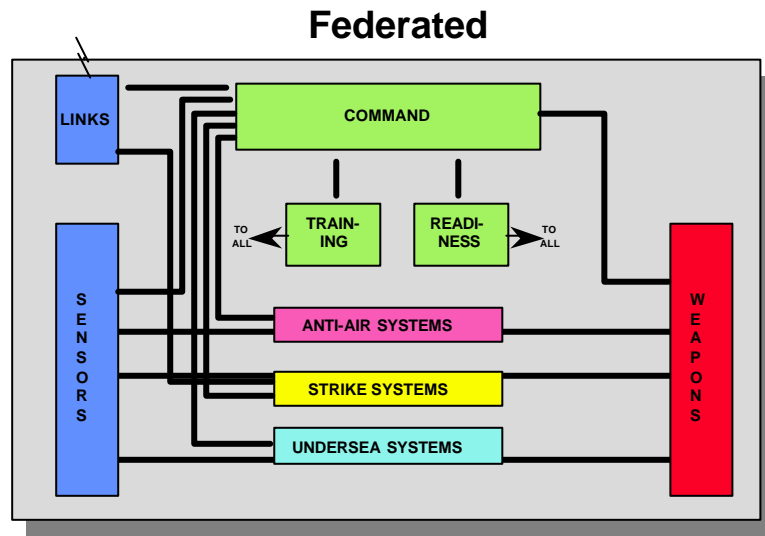 Federated
LINKS
COMMAND
TRAIN-
ING
READI-
NESS
TO
ALL
TO
ALL
S
E
N
S
O
R
S
W
E
A
P
O
N
S
ANTI-AIR SYSTEMS
STRIKE SYSTEMS
UNDERSEA SYSTEMS